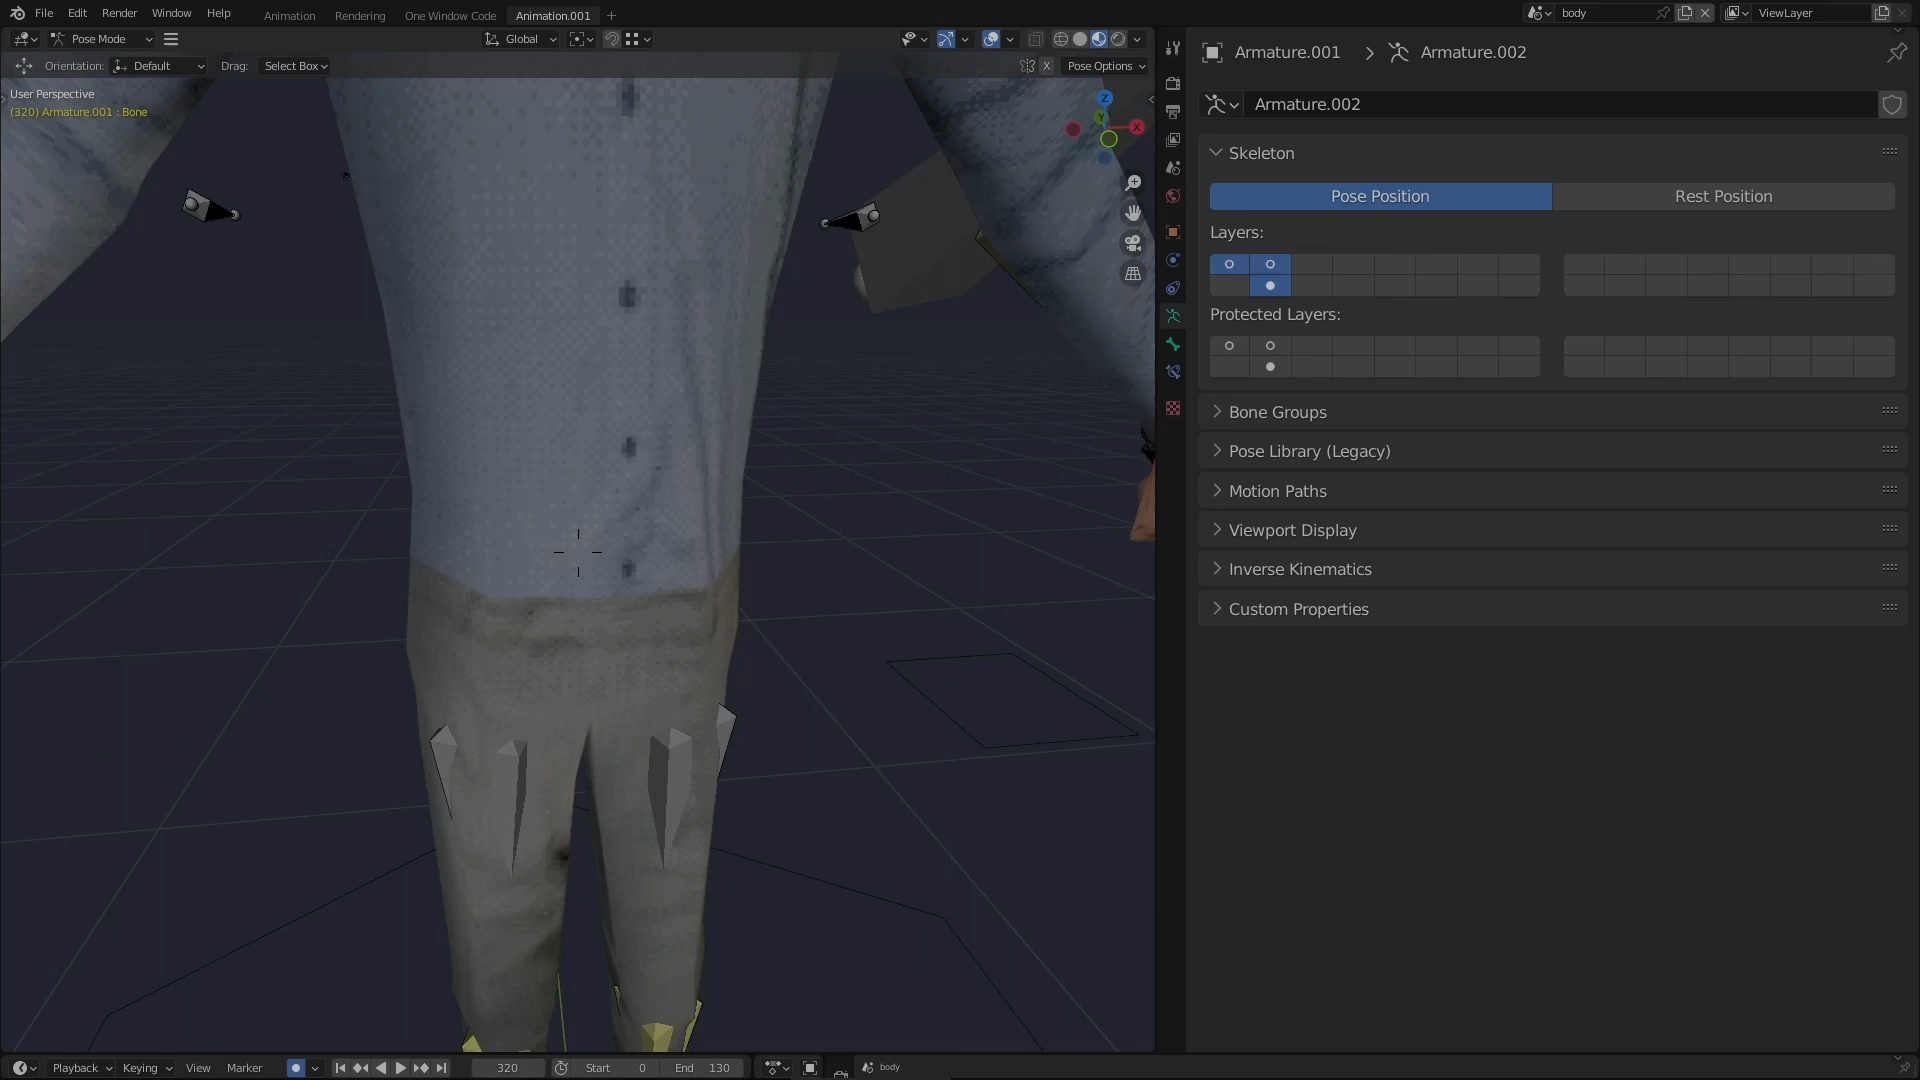 File Edit Render Window Help Animation Rendering One Window Code Animation.001 + body ViewLayer
Pose Mode Global
Orientation: Default Drag: Select Box X Pose Options
User Perspective
(320) Armature.001 : Bone
Z
Y
X
Armature.001 > Armature.002
Armature.002
Skeleton
Pose Position Rest Position
Layers:
Protected Layers:
Bone Groups
Pose Library (Legacy)
Motion Paths
Viewport Display
Inverse Kinematics
Custom Properties
Playback Keying View Marker 320 Start 0 End 130 body